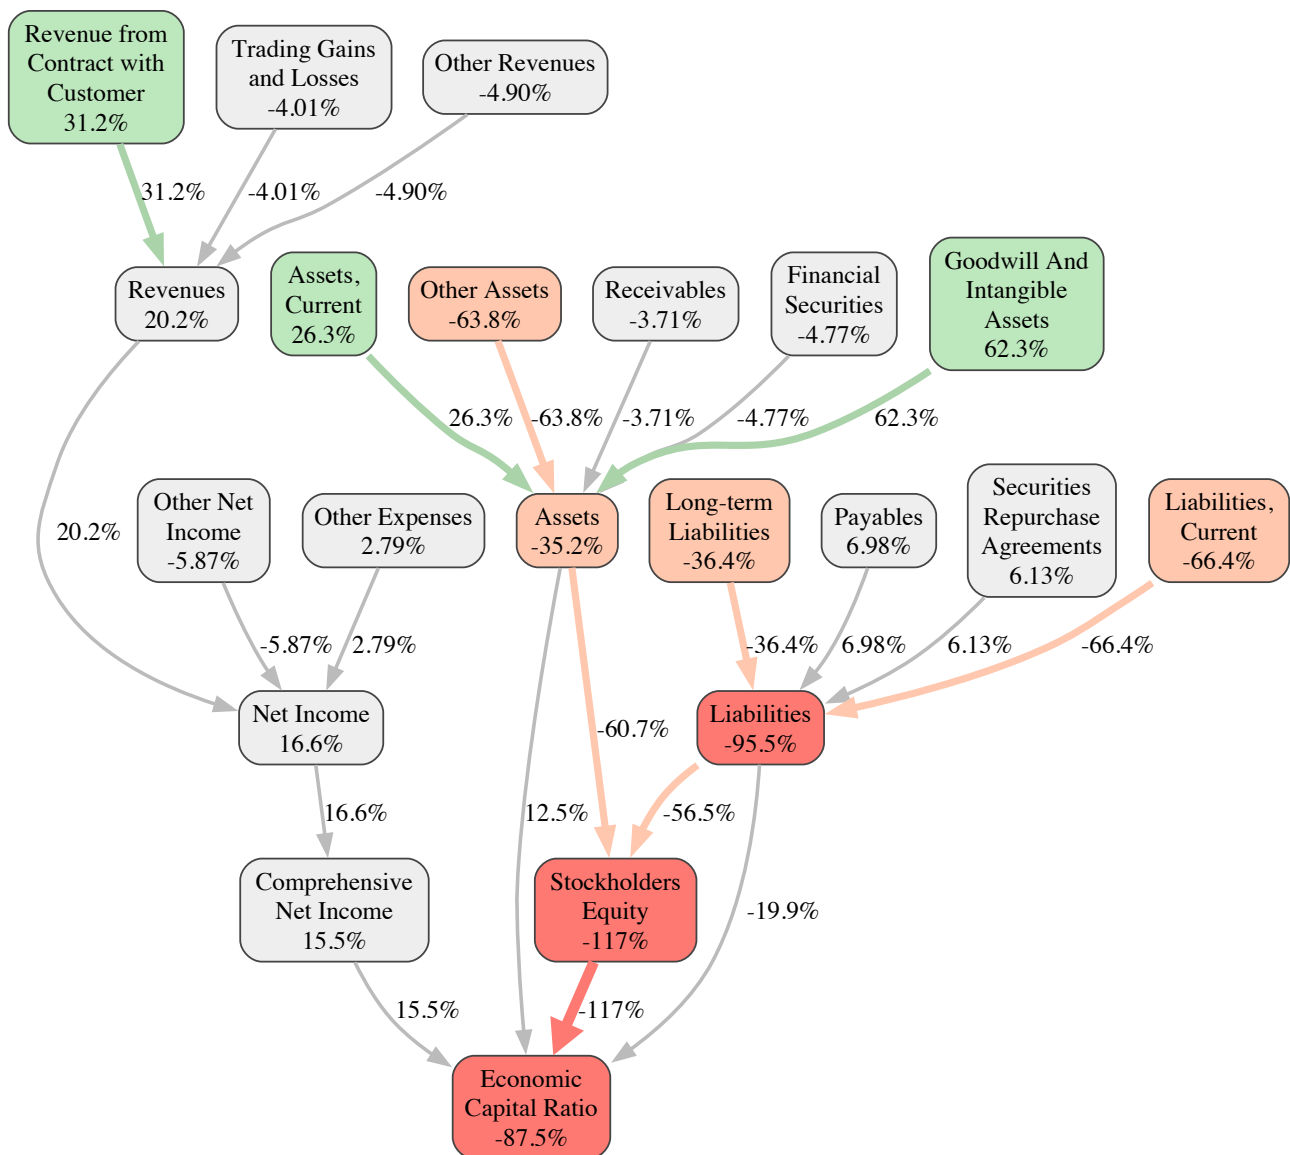 Revenue from
Contract with
Customer
31.2%
Trading Gains
and Losses
-4.01%
Other Revenues
-4.90%
31.2%
-4.01%
-4.90%
Revenues
20.2%
Assets,
Current
26.3%
Other Assets
-63.8%
Receivables
-3.71%
Financial
Securities
-4.77%
Goodwill And
Intangible
Assets
62.3%
26.3%
-63.8%
-3.71%
-4.77%
62.3%
20.2%
Other Net
Income
-5.87%
Other Expenses
2.79%
Assets
-35.2%
Long-term
Liabilities
-36.4%
Payables
6.98%
Securities
Repurchase
Agreements
6.13%
Liabilities,
Current
-66.4%
-5.87%
2.79%
-36.4%
6.98%
6.13%
-66.4%
Net Income
16.6%
-60.7%
Liabilities
-95.5%
16.6%
12.5%
-56.5%
Comprehensive
Net Income
15.5%
Stockholders
Equity
-117%
-19.9%
15.5%
-117%
Economic
Capital Ratio
-87.5%